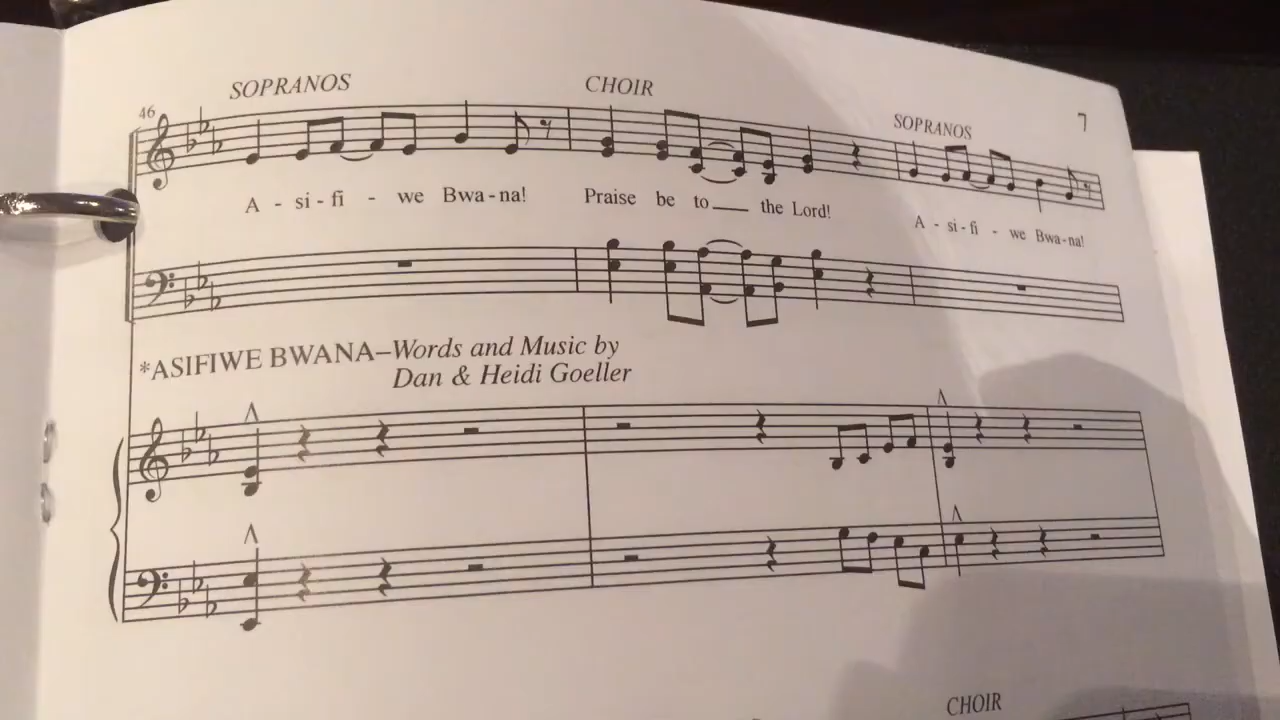 SOPRANOS CHOIR
SOPRANOS 7
46
A - si - fi - we Bwa - na! Praise be to the Lord!
A - si - fi - we Bwa - na!
*ASIFIWE BWANA–Words and Music by
Dan & Heidi Goeller
CHOIR